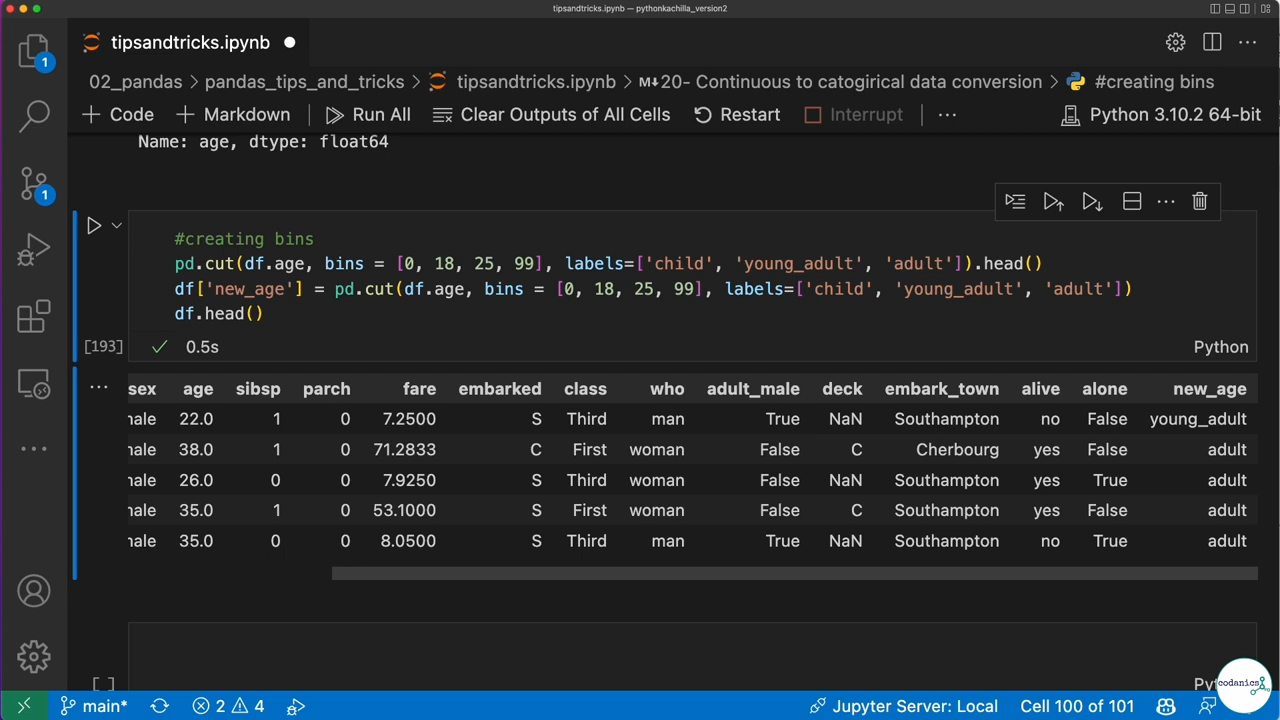 tipsandtricks.ipynb — pythonkachilla_version2
tipsandtricks.ipynb
02_pandas > pandas_tips_and_tricks > tipsandtricks.ipynb > M↓20- Continuous to catogirical data conversion > #creating bins
+ Code + Markdown Run All Clear Outputs of All Cells Restart Interrupt ... Python 3.10.2 64-bit
Name: age, dtype: float64
#creating bins
pd.cut(df.age, bins = [0, 18, 25, 99], labels=['child', 'young_adult', 'adult']).head()
df['new_age'] = pd.cut(df.age, bins = [0, 18, 25, 99], labels=['child', 'young_adult', 'adult'])
df.head()
[193] 0.5s Python
sex age sibsp parch fare embarked class who adult_male deck embark_town alive alone new_age
male 22.0 1 0 7.2500 S Third man True NaN Southampton no False young_adult
male 38.0 1 0 71.2833 C First woman False C Cherbourg yes False adult
male 26.0 0 0 7.9250 S Third woman False NaN Southampton yes True adult
male 35.0 1 0 53.1000 S First woman False C Southampton yes False adult
male 35.0 0 0 8.0500 S Third man True NaN Southampton no True adult
[ ]
codanics
main* 2 4 Jupyter Server: Local Cell 100 of 101
1
1